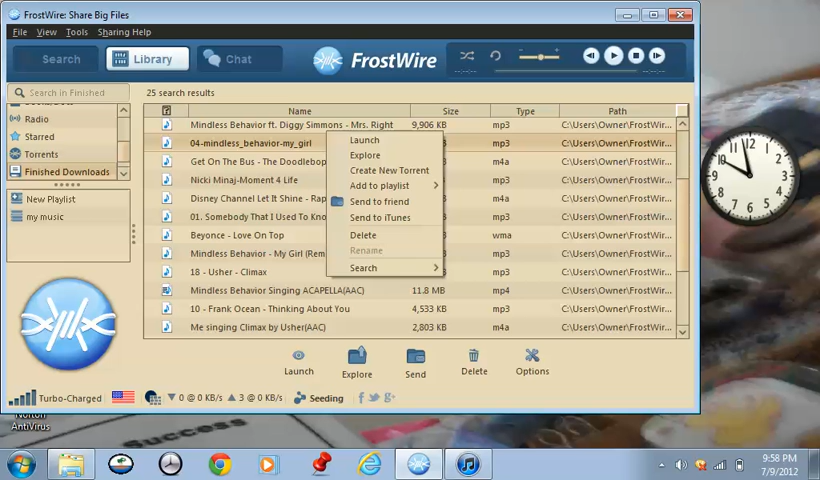 FrostWire: Share Big Files
File View Tools Sharing Help
Search Library Chat FrostWire
Search in Finished
25 search results
Name Size Type Path
Radio
Starred
Torrents
Finished Downloads
New Playlist
my music
Mindless Behavior ft. Diggy Simmons - Mrs. Right 9,906 KB mp3 C:\Users\Owner\FrostWir...
04-mindless_behavior-my_girl mp3 C:\Users\Owner\FrostWir...
Get On The Bus - The Doodlebop m4a C:\Users\Owner\FrostWir...
Nicki Minaj-Moment 4 Life mp3 C:\Users\Owner\FrostWir...
Disney Channel Let It Shine - Rap m4a C:\Users\Owner\FrostWir...
01. Somebody That I Used To Kno mp3 C:\Users\Owner\FrostWir...
Beyonce - Love On Top wma C:\Users\Owner\FrostWir...
Mindless Behavior - My Girl (Rem mp3 C:\Users\Owner\FrostWir...
18 - Usher - Climax mp3 C:\Users\Owner\FrostWir...
Mindless Behavior Singing ACAPELLA(AAC) 11.8 MB mp4 C:\Users\Owner\FrostWir...
10 - Frank Ocean - Thinking About You 4,533 KB mp3 C:\Users\Owner\FrostWir...
Me singing Climax by Usher(AAC) 2,803 KB m4a C:\Users\Owner\FrostWir...
Launch
Explore
Create New Torrent
Add to playlist
Send to friend
Send to iTunes
Delete
Rename
Search
Launch Explore Send Delete Options
Turbo-Charged 0 @ 0 KB/s 3 @ 0 KB/s Seeding
Norton
AntiVirus
Success
9:58 PM
7/9/2012